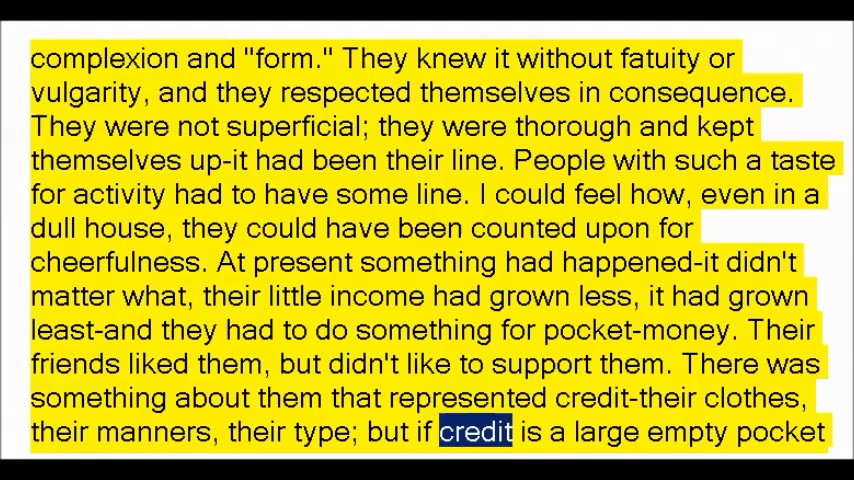 complexion and "form." They knew it without fatuity or
vulgarity, and they respected themselves in consequence.
They were not superficial; they were thorough and kept
themselves up-it had been their line. People with such a taste
for activity had to have some line. I could feel how, even in a
dull house, they could have been counted upon for
cheerfulness. At present something had happened-it didn't
matter what, their little income had grown less, it had grown
least-and they had to do something for pocket-money. Their
friends liked them, but didn't like to support them. There was
something about them that represented credit-their clothes,
their manners, their type; but if credit is a large empty pocket